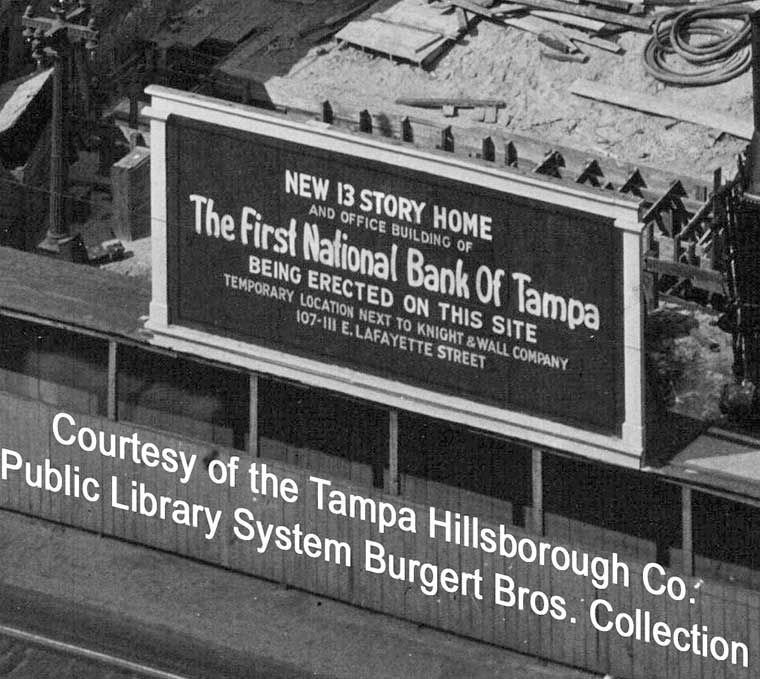 NEW 13 STORY HOME
AND OFFICE BUILDING OF
The First National Bank Of Tampa
BEING ERECTED ON THIS SITE
TEMPORARY LOCATION NEXT TO KNIGHT & WALL COMPANY
107-111 E. LAFAYETTE STREET
Courtesy of the Tampa Hillsborough Co.
Public Library System Burgert Bros. Collection